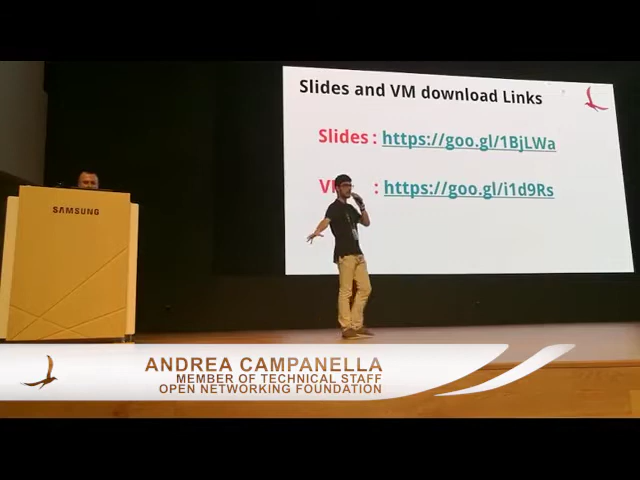 Slides and VM download Links
Slides : https://goo.gl/1BjLWa
: https://goo.gl/i1d9Rs
SAMSUNG
ANDREA CAMPANELLA
MEMBER OF TECHNICAL STAFF
OPEN NETWORKING FOUNDATION